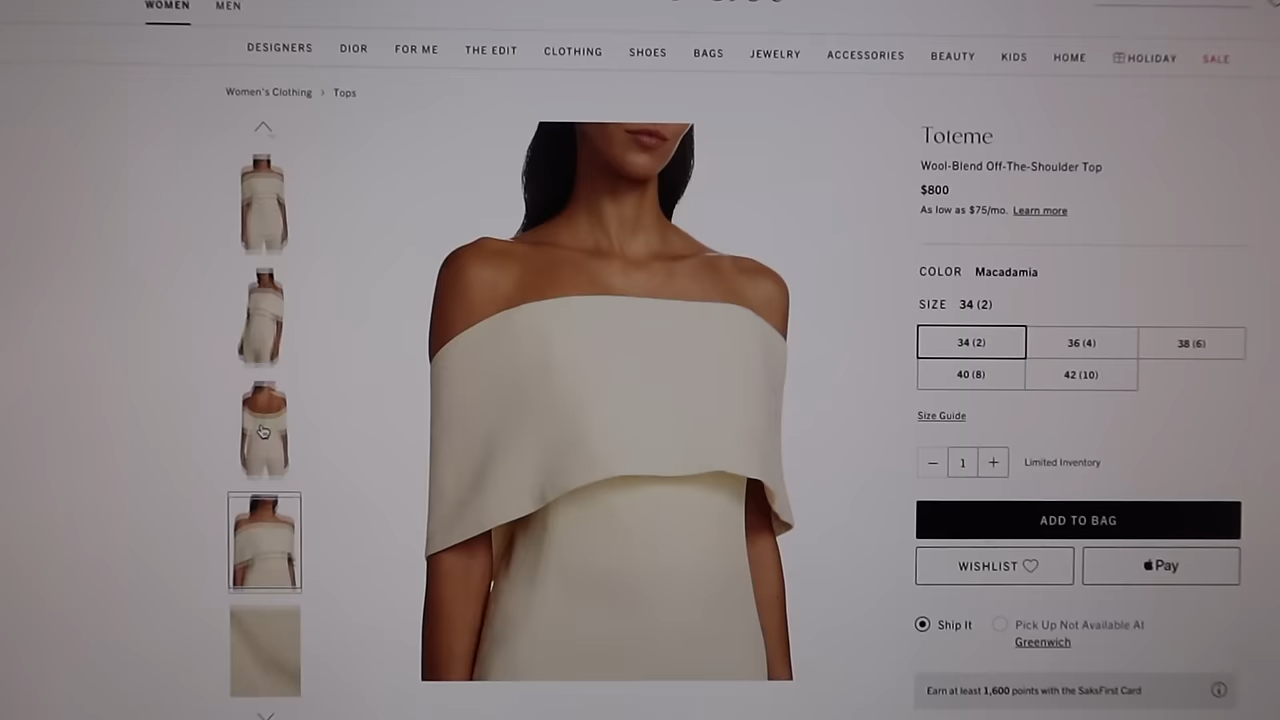 WOMEN MEN
DESIGNERS DIOR FOR ME THE EDIT CLOTHING SHOES BAGS JEWELRY ACCESSORIES BEAUTY KIDS HOME HOLIDAY SALE
Women's Clothing > Tops
Toteme
Wool-Blend Off-The-Shoulder Top
$800
As low as $75/mo. Learn more
COLOR Macadamia
SIZE 34 (2)
34 (2) 36 (4) 38 (6)
40 (8) 42 (10)
Size Guide
− 1 + Limited Inventory
ADD TO BAG
WISHLIST Pay
Ship It Pick Up Not Available At
Greenwich
Earn at least 1,600 points with the SaksFirst Card